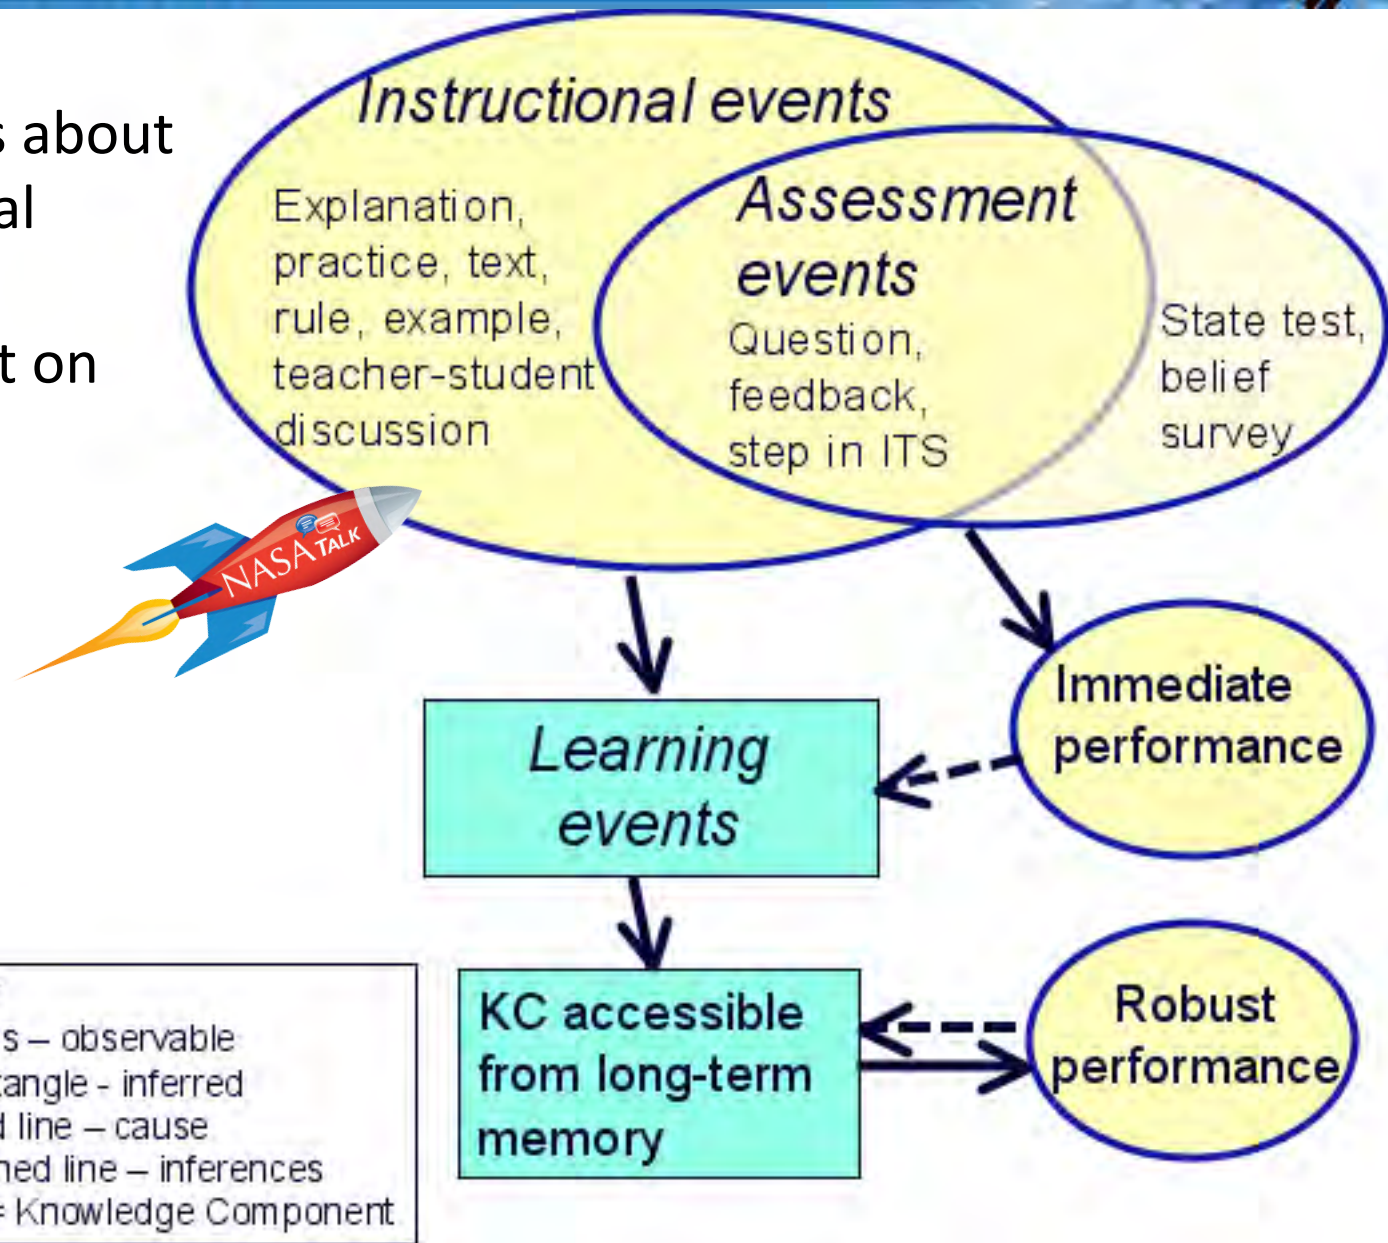 s about
al
t on
Instructional events
Explanation,
practice, text,
rule, example,
teacher-student
discussion
Assessment
events
Question,
feedback,
step in ITS
State test,
belief
survey
NASA TALK
Learning
events
Immediate
performance
KC accessible
from long-term
memory
Robust
performance
s – observable
tangle - inferred
d line – cause
ned line – inferences
= Knowledge Component